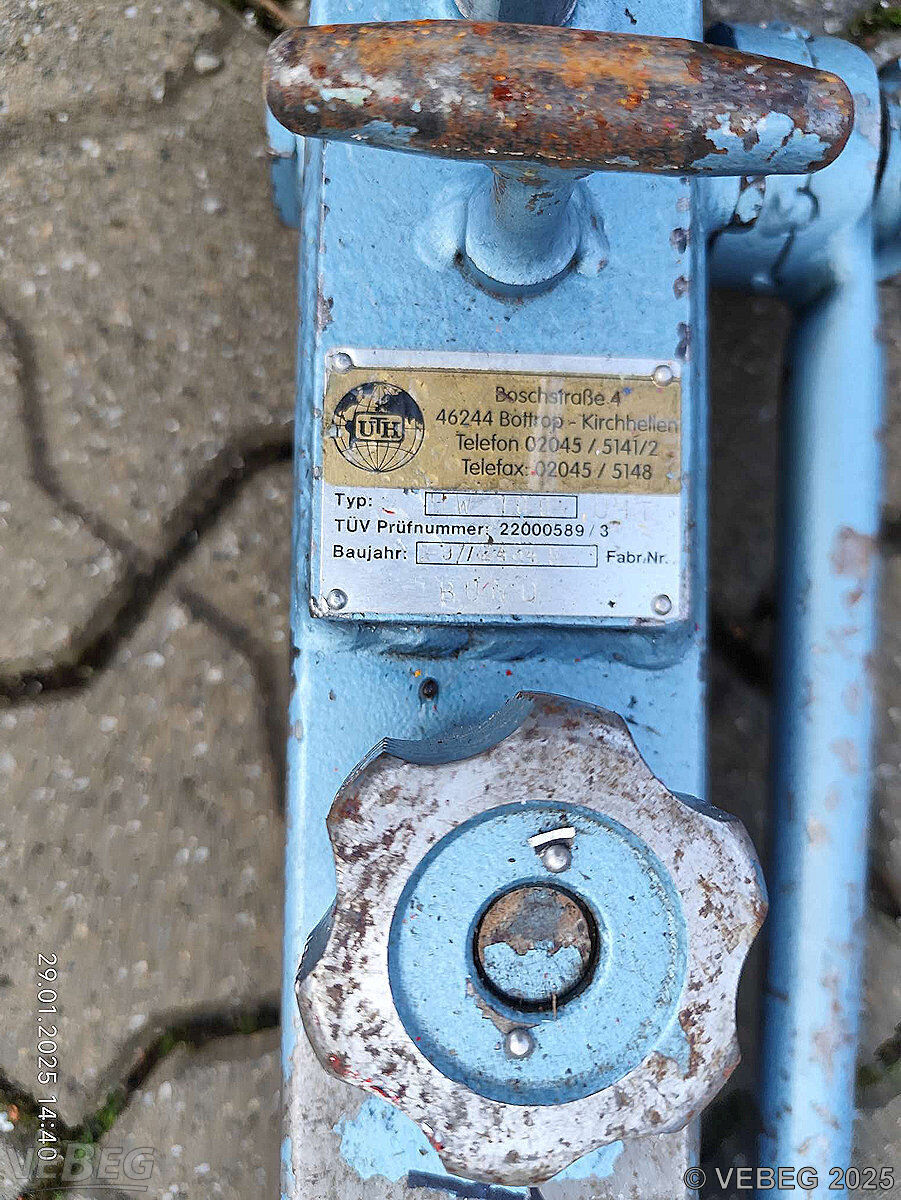 Boschstraße 4
46244 Bottrop - Kirchhellen
UTH
Telefon 02045 / 5141/2
Telefax: 02045 / 5148
Typ:
TÜV Prüfnummer: 22000589 / 3
Baujahr: Fabr.Nr.
29.01.2025 14:40
VEBEG
© VEBEG 2025